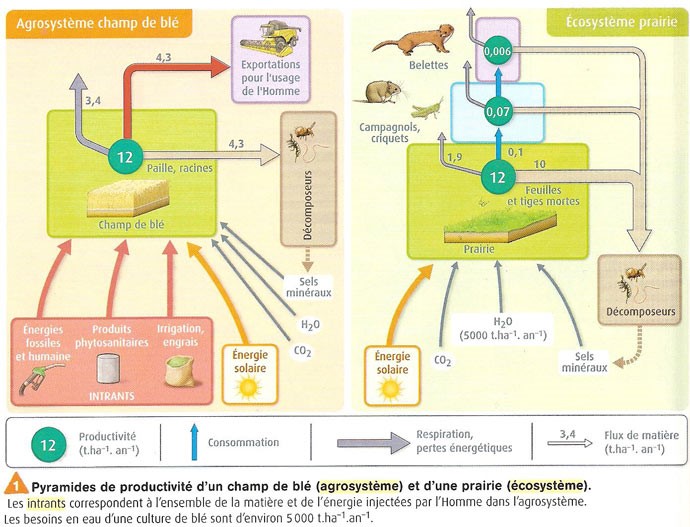 Agrosystème champ de blé
4,3
Exportations
pour l'usage
de l'Homme
3,4
4,3
12
Paille, racines
Champ de blé
Décomposeurs
Sels
minéraux
H2O
CO2
Énergies
fossiles
et humaine
Produits
phytosanitaires
Irrigation,
engrais
INTRANTS
Énergie
solaire
Écosystème prairie
Belettes
0,006
Campagnols,
criquets
0,07
1,9
0,1
10
12
Feuilles
et tiges mortes
Prairie
Décomposeurs
Énergie
solaire
CO2
H2O
(5000 t.ha-1. an-1)
Sels
minéraux
12
Productivité
(t.ha-1. an-1)
Consommation
Respiration,
pertes énergétiques
3,4
Flux de matière
(t.ha-1. an-1)
1 Pyramides de productivité d'un champ de blé (agrosystème) et d'une prairie (écosystème).
Les intrants correspondent à l'ensemble de la matière et de l'énergie injectées par l'Homme dans l'agrosystème.
Les besoins en eau d'une culture de blé sont d'environ 5 000 t.ha-1.an-1.